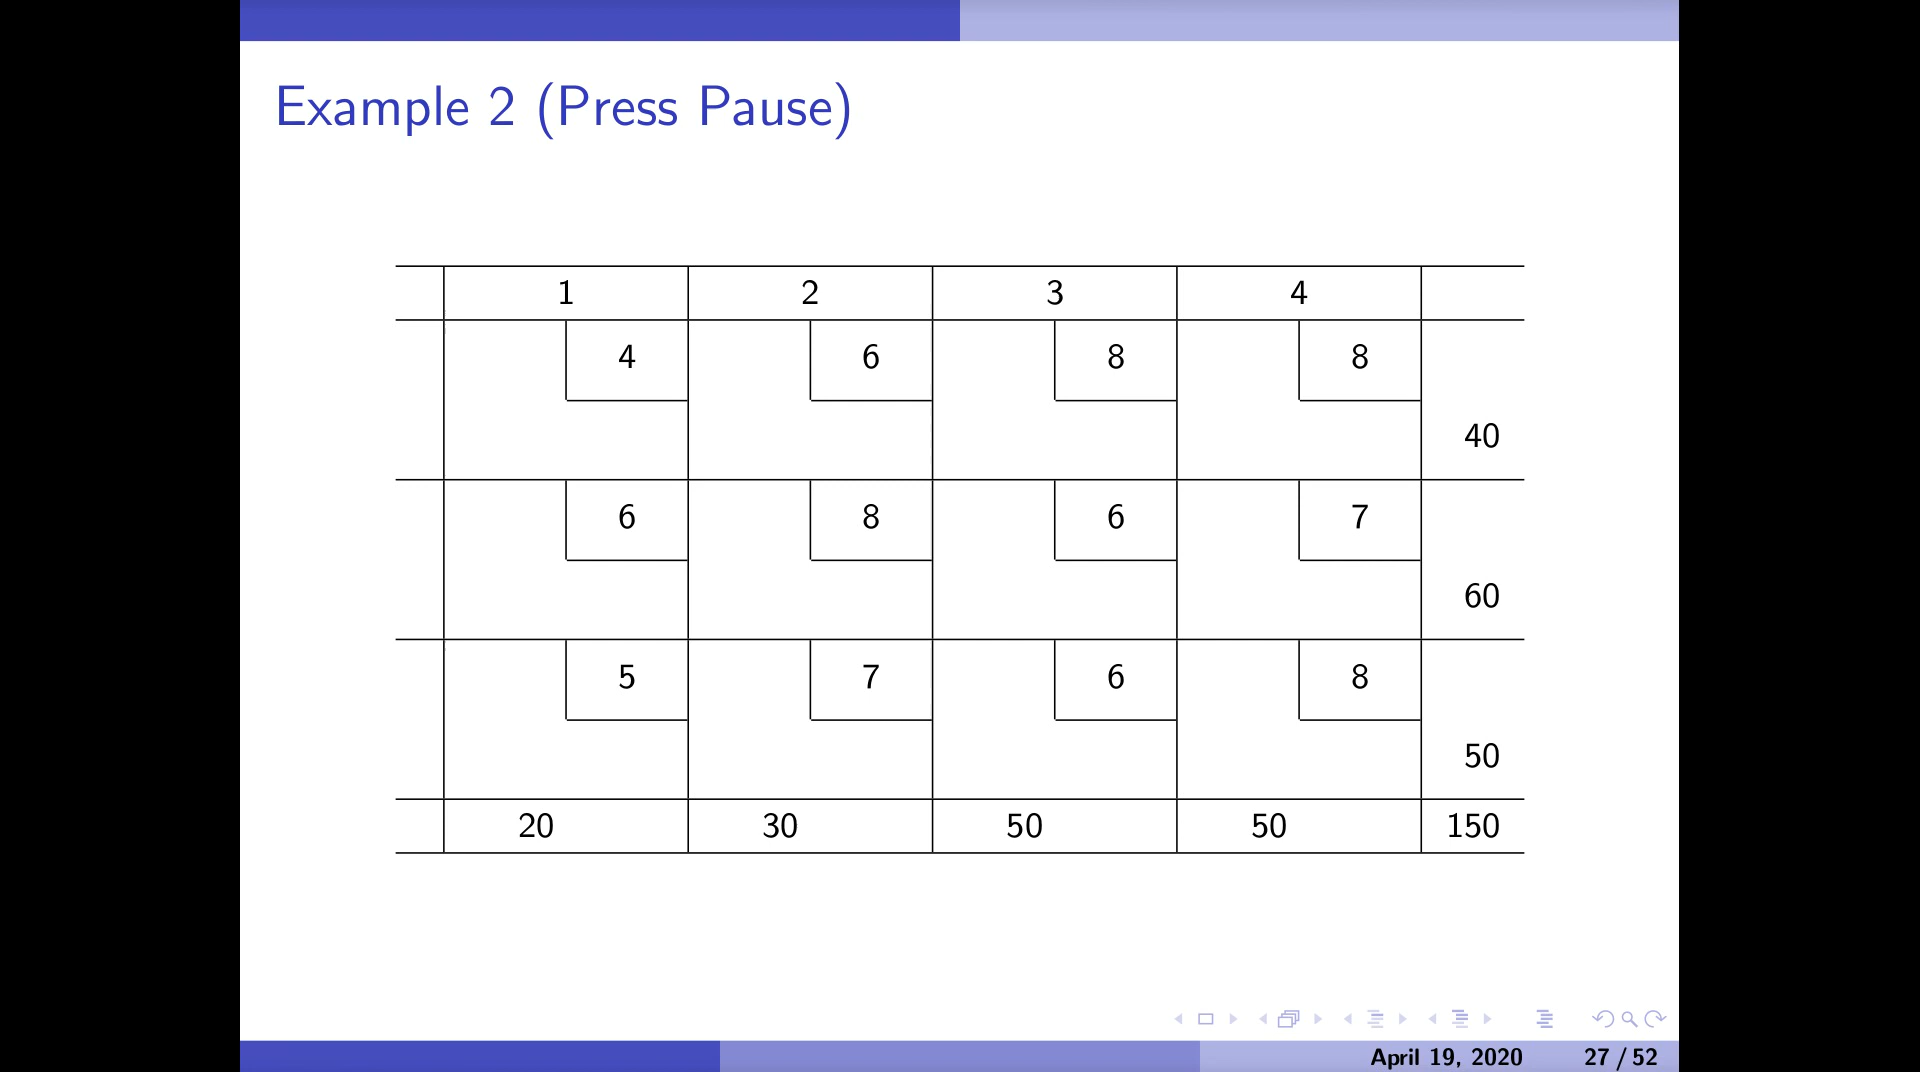 Example 2 (Press Pause)
1 2 3 4
4 6 8 8
40
6 8 6 7
60
5 7 6 8
50
20 30 50 50 150
April 19, 2020 27 / 52